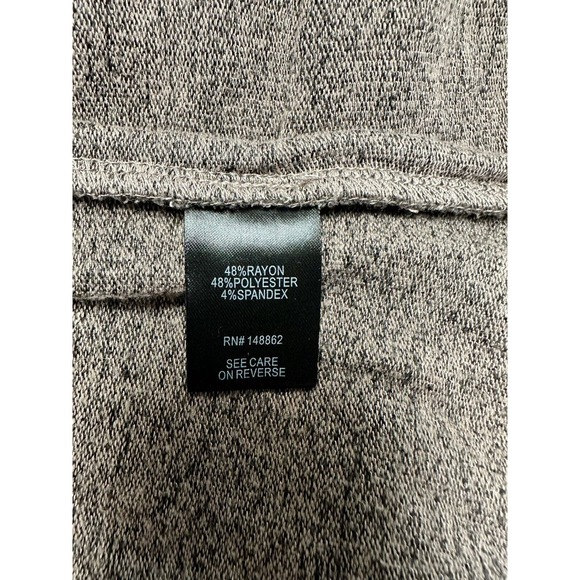 48%RAYON
48%POLYESTER
4%SPANDEX
RN# 148862
SEE CARE
ON REVERSE